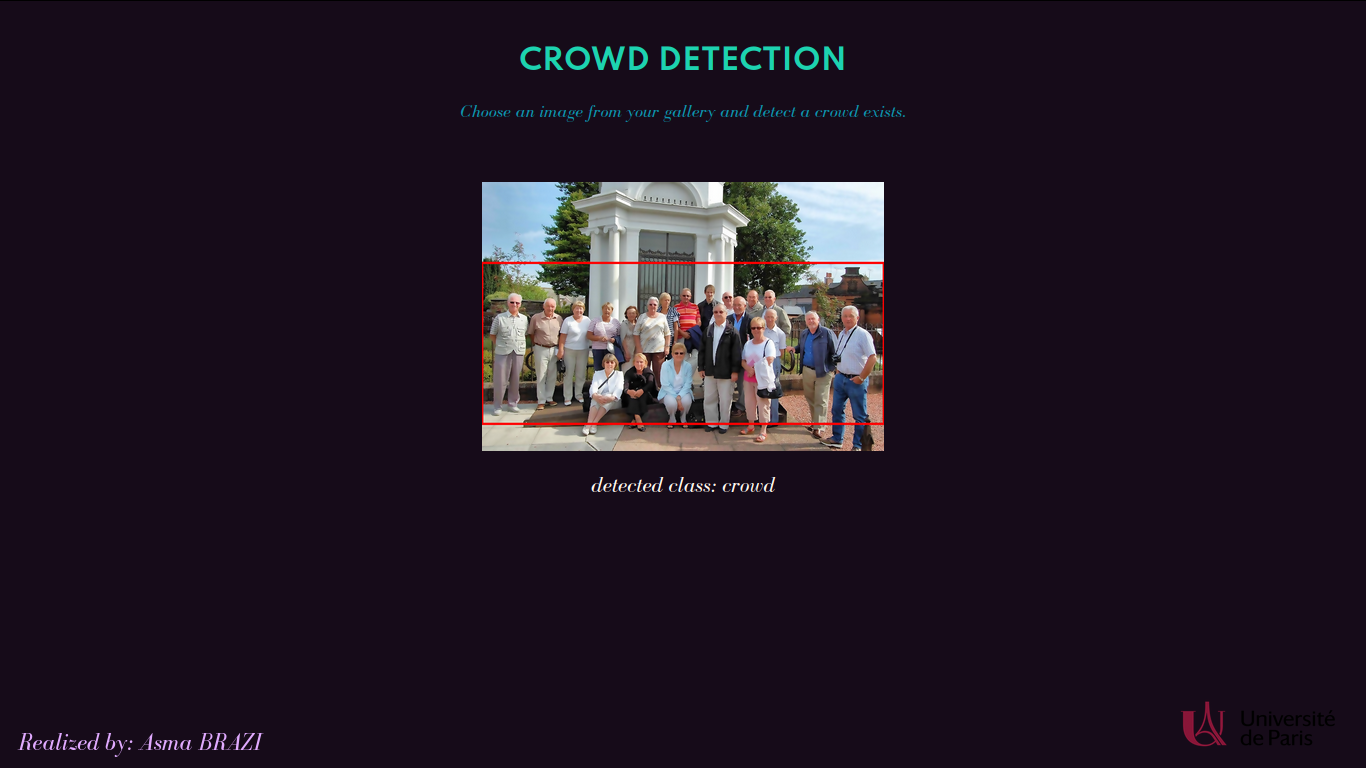 CROWD DETECTION
Choose an image from your gallery and detect a crowd exists.
detected class: crowd
Realized by: Asma BRAZI
Université
de Paris